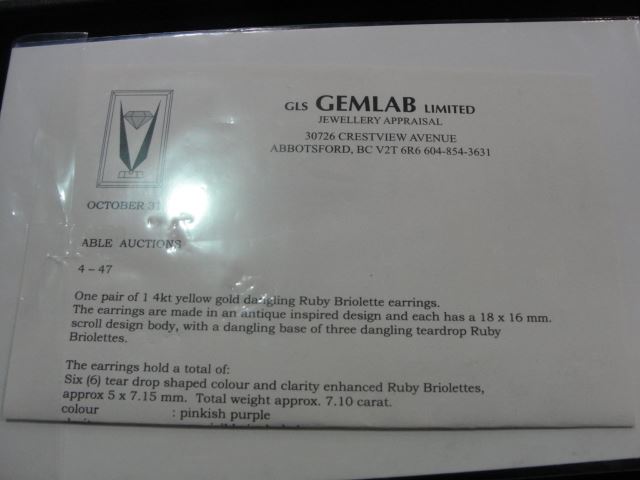 GLS GEMLAB LIMITED
JEWELLERY APPRAISAL
30726 CRESTVIEW AVENUE
ABBOTSFORD, BC V2T 6R6 604-854-3631
OCTOBER 31
ABLE AUCTIONS
4 – 47
One pair of 1 4kt yellow gold dangling Ruby Briolette earrings.
The earrings are made in an antique inspired design and each has a 18 x 16 mm.
scroll design body, with a dangling base of three dangling teardrop Ruby
Briolettes.
The earrings hold a total of:
Six (6) tear drop shaped colour and clarity enhanced Ruby Briolettes,
approx 5 x 7.15 mm. Total weight approx. 7.10 carat.
colour : pinkish purple